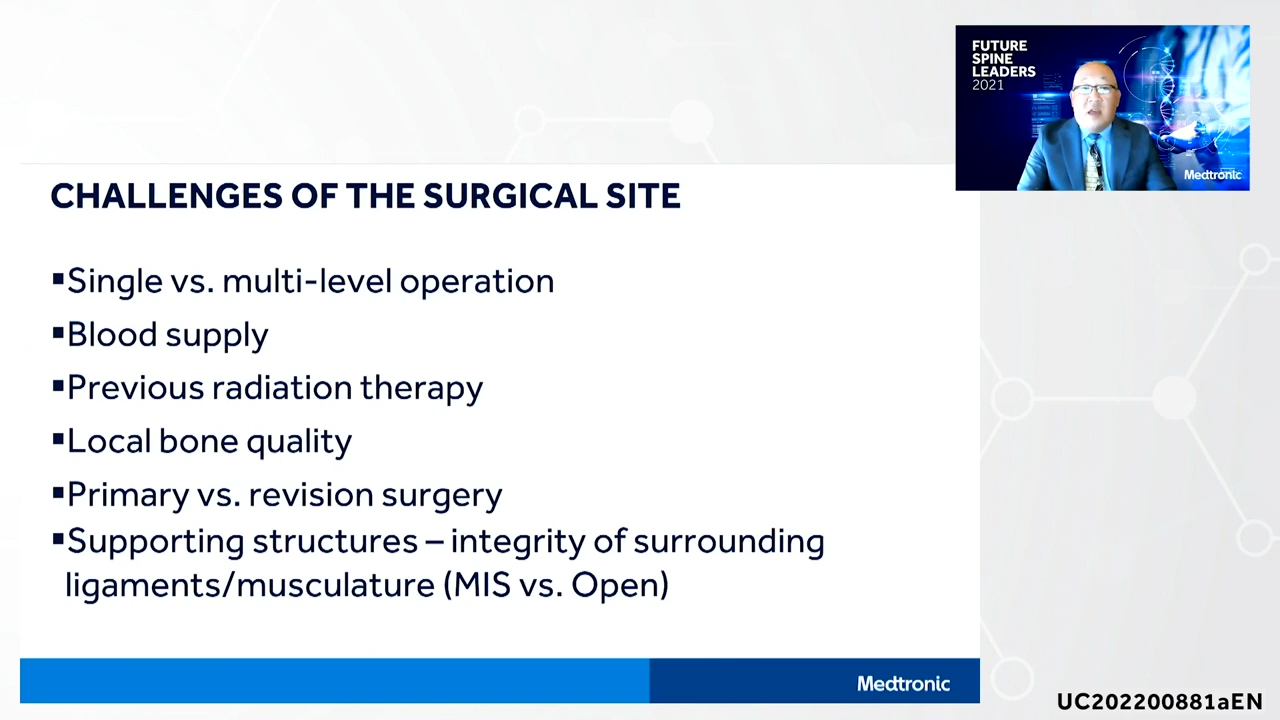 FUTURE
SPINE
LEADERS
2021
Medtronic
CHALLENGES OF THE SURGICAL SITE
▪Single vs. multi-level operation
▪Blood supply
▪Previous radiation therapy
▪Local bone quality
▪Primary vs. revision surgery
▪Supporting structures – integrity of surrounding
ligaments/musculature (MIS vs. Open)
Medtronic
UC202200881aEN